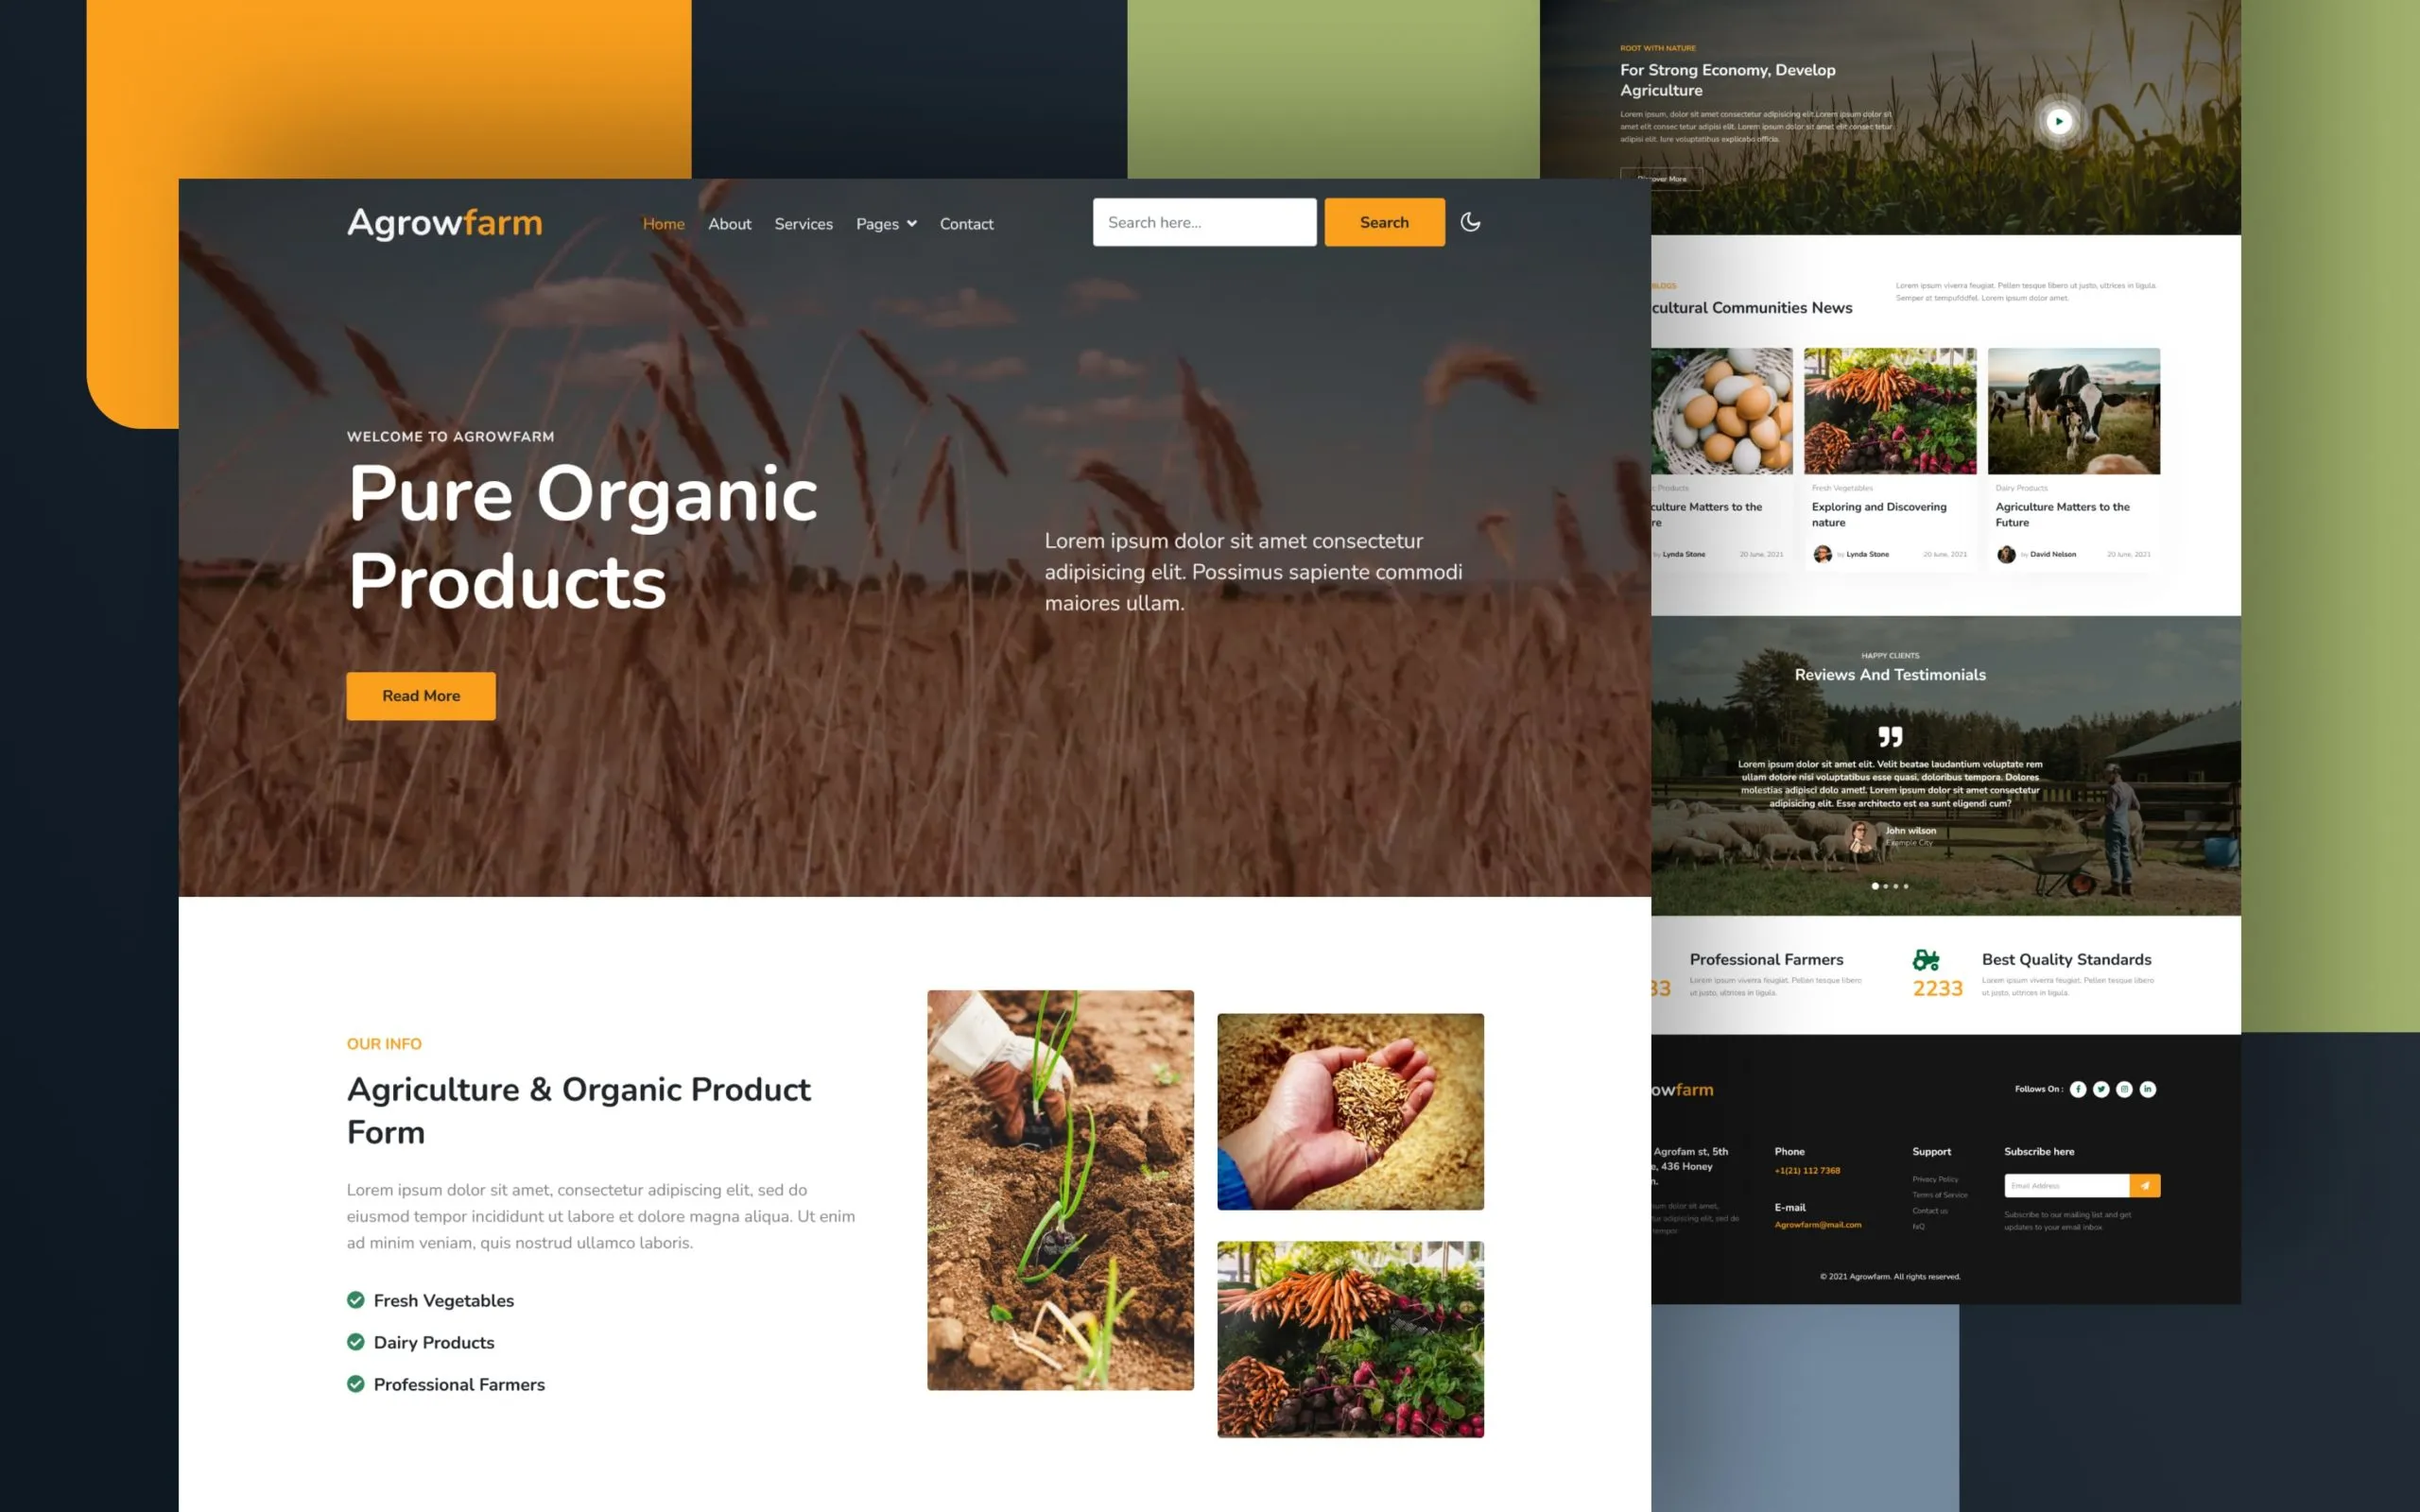 Agrowfarm
Home About Services Pages Contact
Search here...
Search
WELCOME TO AGROWFARM
Pure Organic
Products
Lorem ipsum dolor sit amet consectetur
adipisicing elit. Possimus sapiente commodi
maiores ullam.
Read More
OUR INFO
Agriculture & Organic Product
Form
Lorem ipsum dolor sit amet, consectetur adipiscing elit, sed do
eiusmod tempor incididunt ut labore et dolore magna aliqua. Ut enim
ad minim veniam, quis nostrud ullamco laboris.
Fresh Vegetables
Dairy Products
Professional Farmers
ROOT WITH NATURE
For Strong Economy, Develop
Agriculture
Lorem ipsum, dolor sit amet consectetur adipisicing elit.Lorem ipsum dolor sit
amet elit consec tetur adipisi elit. Lorem ipsum dolor sit amet elit consec tetur
adipisi elit. Iure voluptatibus explicabo officia.
Discover More
BLOGS
cultural Communities News
Lorem ipsum viverra feugiat. Pellen tesque libero ut justo, ultrices in ligula.
Semper at tempufddfel. Lorem ipsum dolor amet.
Products
culture Matters to the
re
by Lynda Stone 20 June, 2021
Fresh Vegetables
Exploring and Discovering
nature
by Lynda Stone 20 June, 2021
Dairy Products
Agriculture Matters to the
Future
by David Nelson 20 June, 2021
HAPPY CLIENTS
Reviews And Testimonials
Lorem ipsum dolor sit amet elit. Velit beatae laudantium voluptate rem
ullam dolore nisi voluptatibus esse quasi, doloribus tempora. Dolores
molestias adipisci dolo amet!. Lorem ipsum dolor sit amet consectetur
adipisicing elit. Esse architecto est ea sunt eligendi cum?
John wilson
Example City
33
Professional Farmers
Lorem ipsum viverra feugiat. Pellen tesque libero
ut justo, ultrices in ligula.
2233
Best Quality Standards
Lorem ipsum viverra feugiat. Pellen tesque libero
ut justo, ultrices in ligula.
owfarm
Follows On :
Agrofam st, 5th
e, 436 Honey
n.
sum dolor sit amet,
tur adipiscing elit, sed do
tempor
Phone
+1(21) 112 7368
E-mail
Agrowfarm@mail.com
Support
Privacy Policy
Terms of Service
Contact us
FAQ
Subscribe here
Email Address
Subscribe to our mailing list and get
updates to your email inbox.
© 2021 Agrowfarm. All rights reserved.